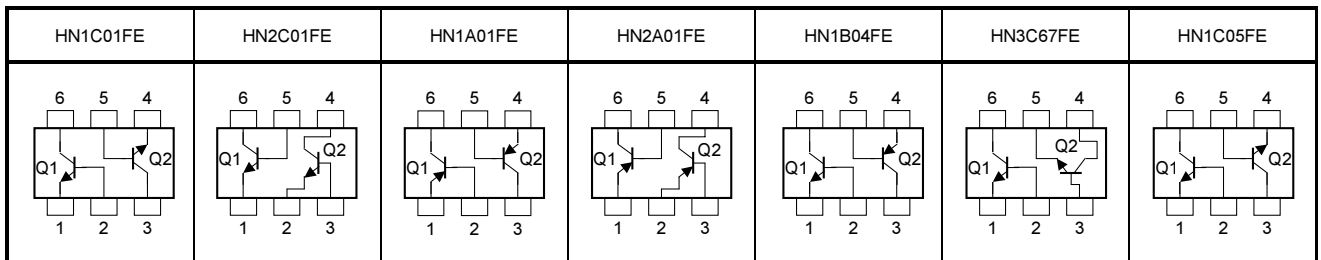 HN1C01FE HN2C01FE HN1A01FE HN2A01FE HN1B04FE HN3C67FE HN1C05FE
6 5 4 6 5 4 6 5 4 6 5 4 6 5 4 6 5 4 6 5 4
Q1 Q2 Q1 Q2 Q1 Q2 Q1 Q2 Q1 Q2 Q1 Q2 Q1 Q2
1 2 3 1 2 3 1 2 3 1 2 3 1 2 3 1 2 3 1 2 3